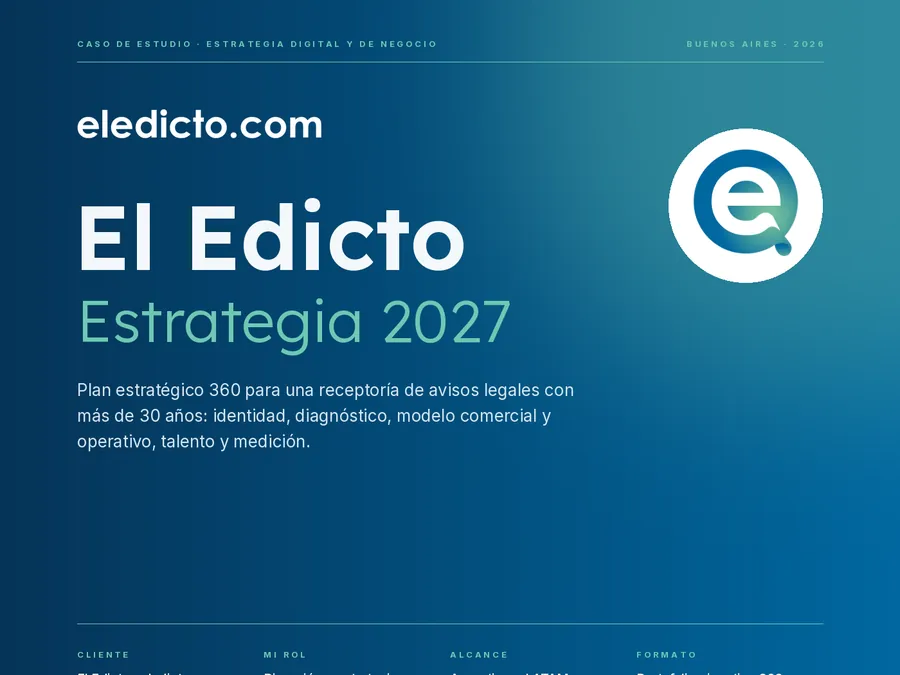 CASO DE ESTUDIO · ESTRATEGIA DIGITAL Y DE NEGOCIO
BUENOS AIRES · 2026
eledicto.com
El Edicto
Estrategia 2027
Plan estratégico 360 para una receptoría de avisos legales con
más de 30 años: identidad, diagnóstico, modelo comercial y
operativo, talento y medición.
CLIENTE
MI ROL
ALCANCE
FORMATO